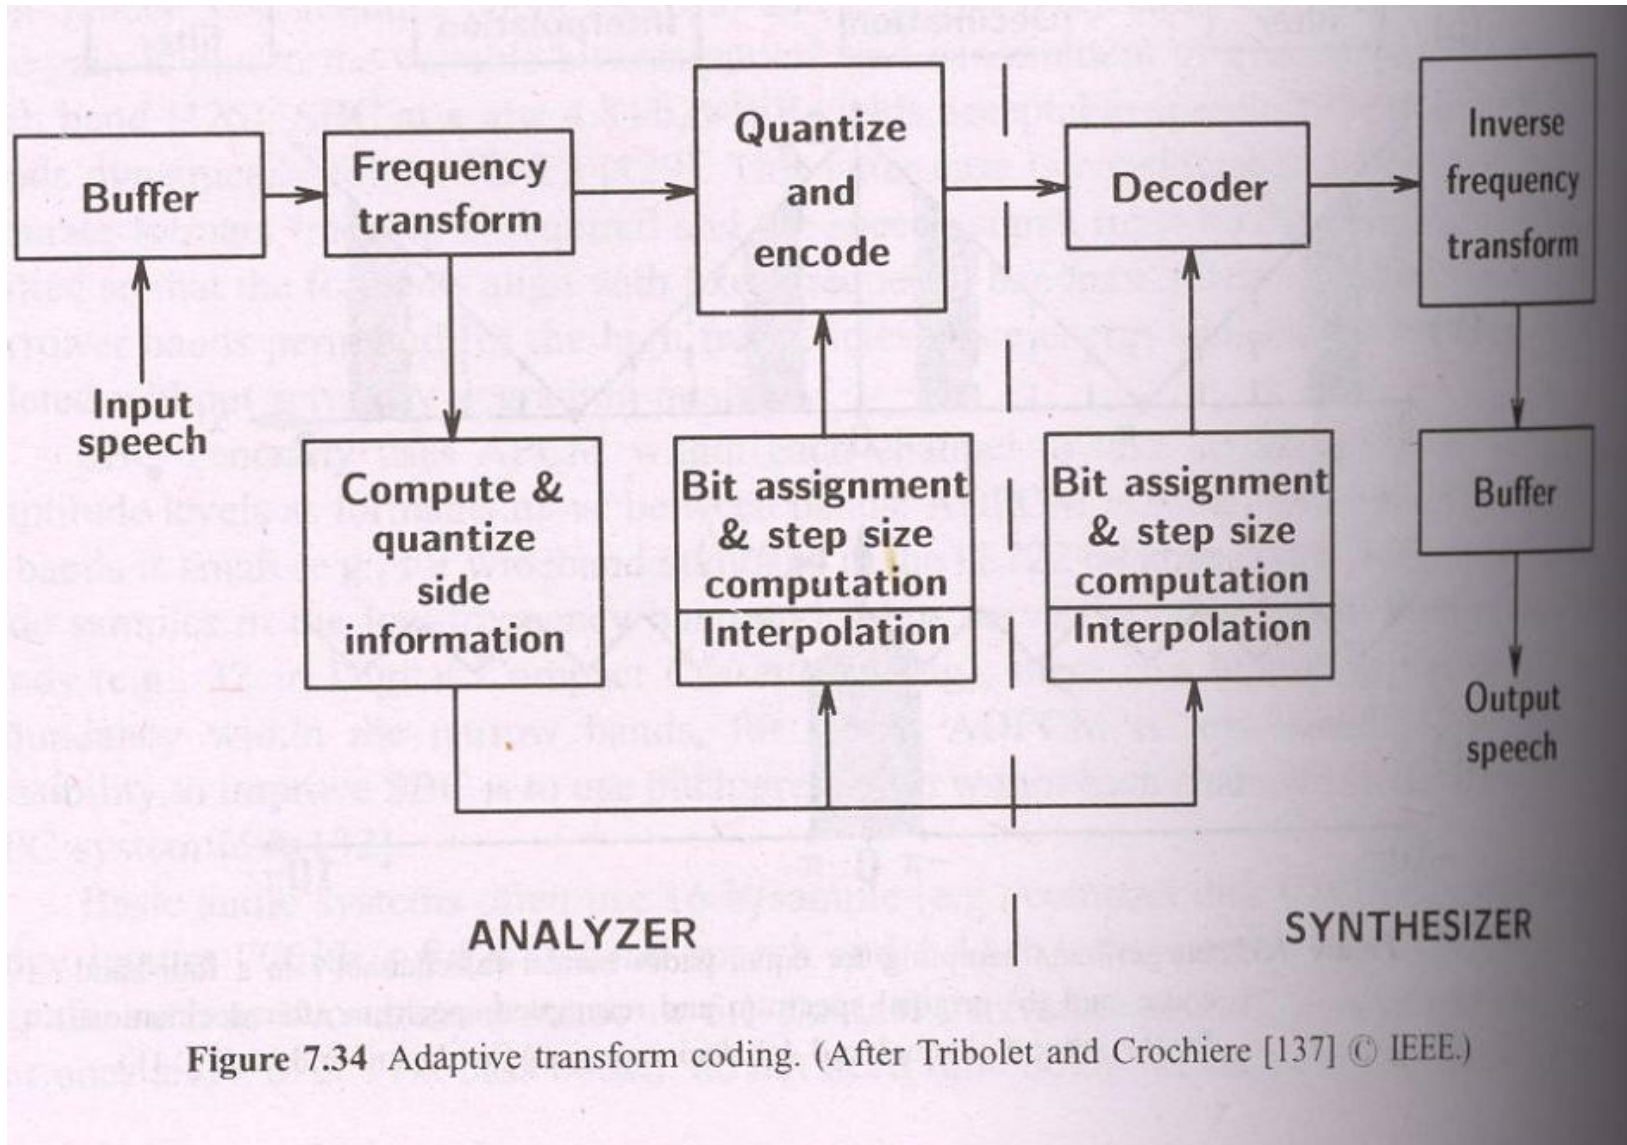 Buffer
Frequency
transform
Quantize
and
encode
Decoder
Inverse
frequency
transform
Input
speech
Compute &
quantize
side
information
Bit assignment
& step size
computation
Interpolation
Bit assignment
& step size
computation
Interpolation
Buffer
Output
speech
ANALYZER
SYNTHESIZER
Figure 7.34 Adaptive transform coding. (After Tribolet and Crochiere [137] © IEEE.)